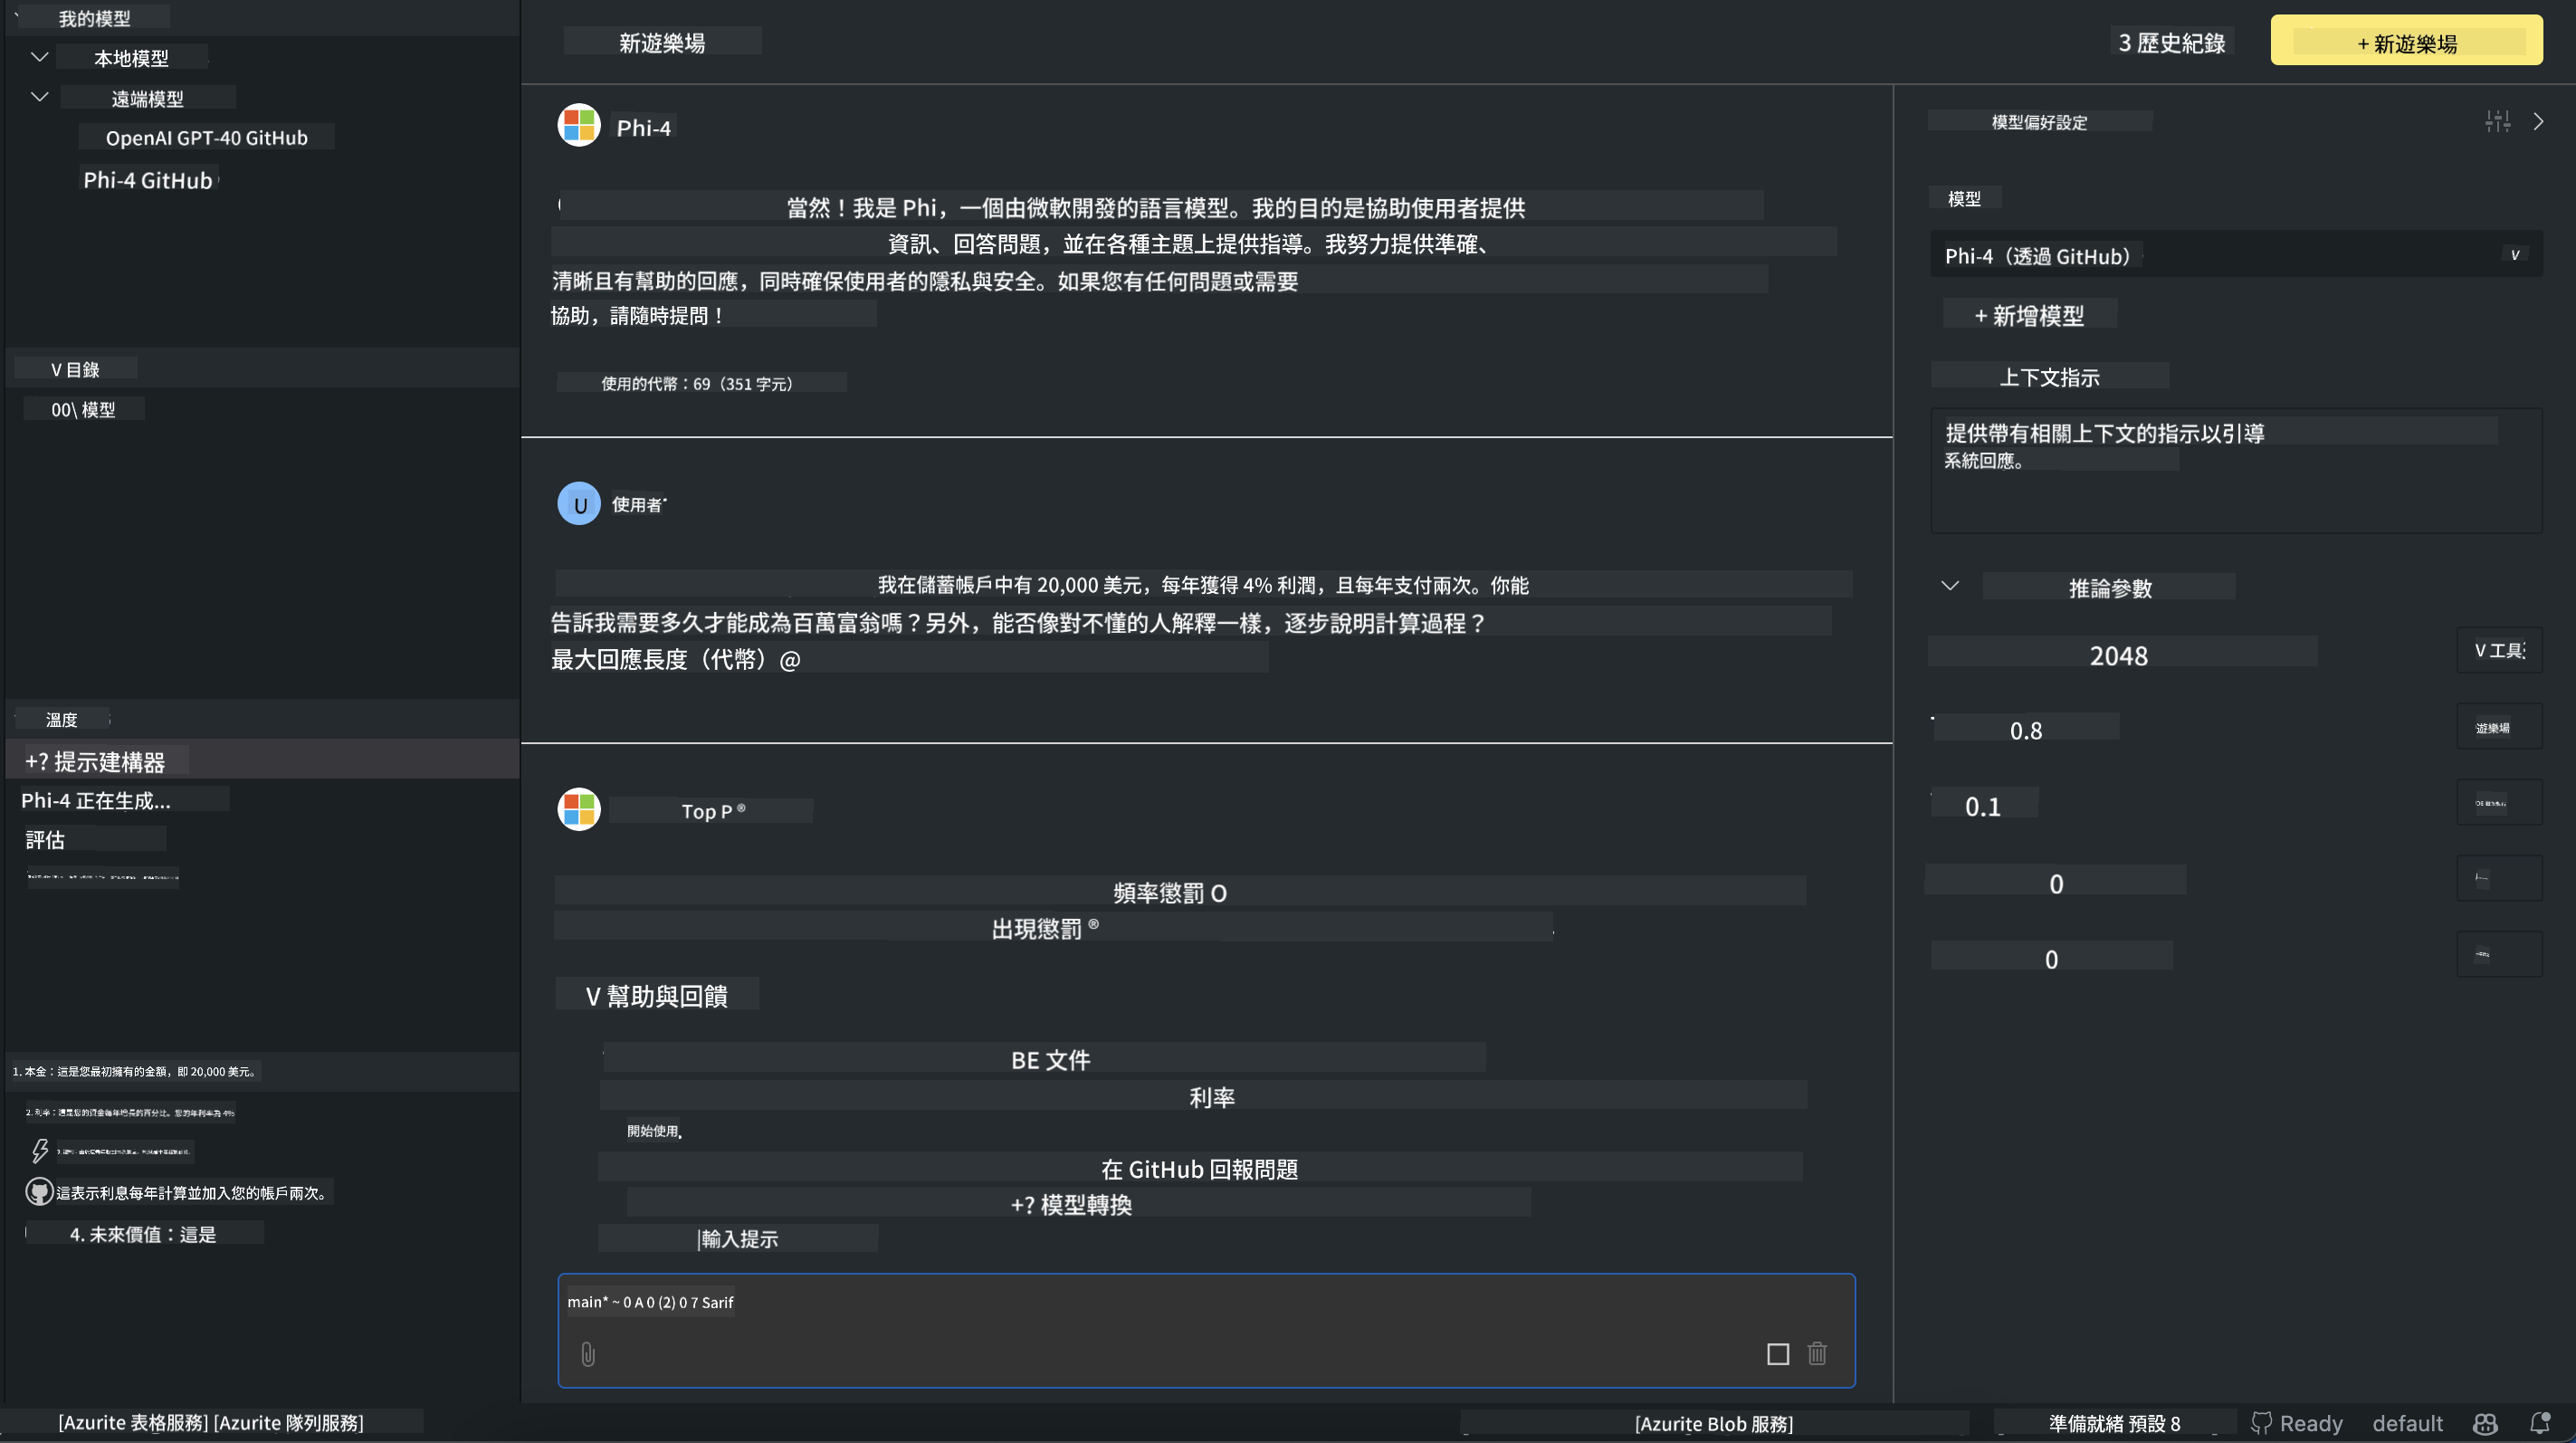 我的模型
本地模型
遠端模型
OpenAI GPT-40 GitHub
Phi-4 GitHub
V 目錄
00\ 模型
溫度
+? 提示建構器
Phi-4 正在生成...
評估
1. 本金：這是您最初擁有的金額，即 20,000 美元。
2. 利率：這是您的資金每年增長的百分比。您的年利率為 4%
這表示利息每年計算並加入您的帳戶兩次。
4. 未來價值：這是
新遊樂場
3 歷史紀錄
+ 新遊樂場
Phi-4
當然！我是 Phi，一個由微軟開發的語言模型。我的目的是協助使用者提供
資訊、回答問題，並在各種主題上提供指導。我努力提供準確、
清晰且有幫助的回應，同時確保使用者的隱私與安全。如果您有任何問題或需要
協助，請隨時提問！
使用的代幣：69（351 字元）
U 使用者
我在儲蓄帳戶中有 20,000 美元，每年獲得 4% 利潤，且每年支付兩次。你能
告訴我需要多久才能成為百萬富翁嗎？另外，能否像對不懂的人解釋一樣，逐步說明計算過程？
最大回應長度（代幣）@
Top P ®
頻率懲罰 O
出現懲罰 ®
V 幫助與回饋
BE 文件
利率
開始使用
在 GitHub 回報問題
+? 模型轉換
|輸入提示
main* ~ 0 A 0 (2) 0 7 Sarif
模型偏好設定
模型
Phi-4（透過 GitHub）
v
+ 新增模型
上下文指示
提供帶有相關上下文的指示以引導
系統回應。
推論參數
2048
V 工具
0.8
遊樂場
0.1
0
0
[Azurite 表格服務] [Azurite 隊列服務]
[Azurite Blob 服務]
準備就緒 預設 8
Ready
default